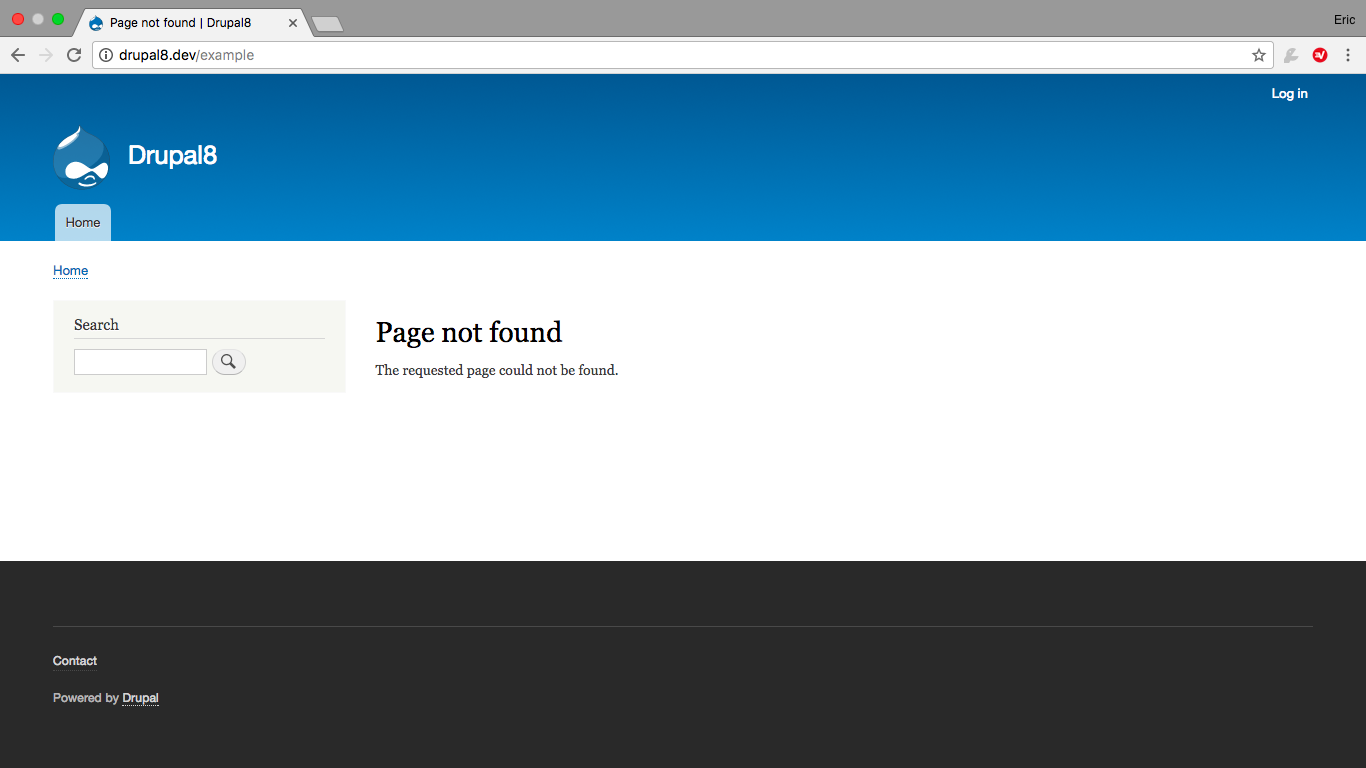 Page not found | Drupal8
Eric
drupal8.dev/example
Log in
Drupal8
Home
Home
Search
Page not found
The requested page could not be found.
Contact
Powered by Drupal